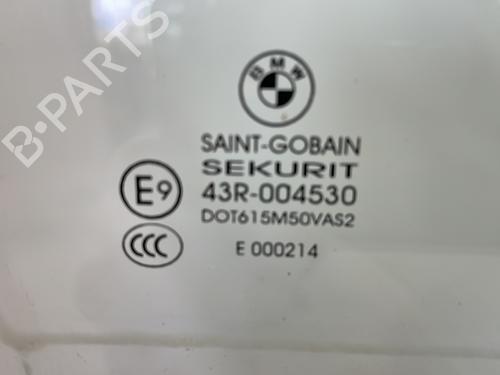 BMW
SAINT-GOBAIN
SEKURIT
E9 43R-004530
DOT615M50VAS2
CCC E 000214
B-PARTS